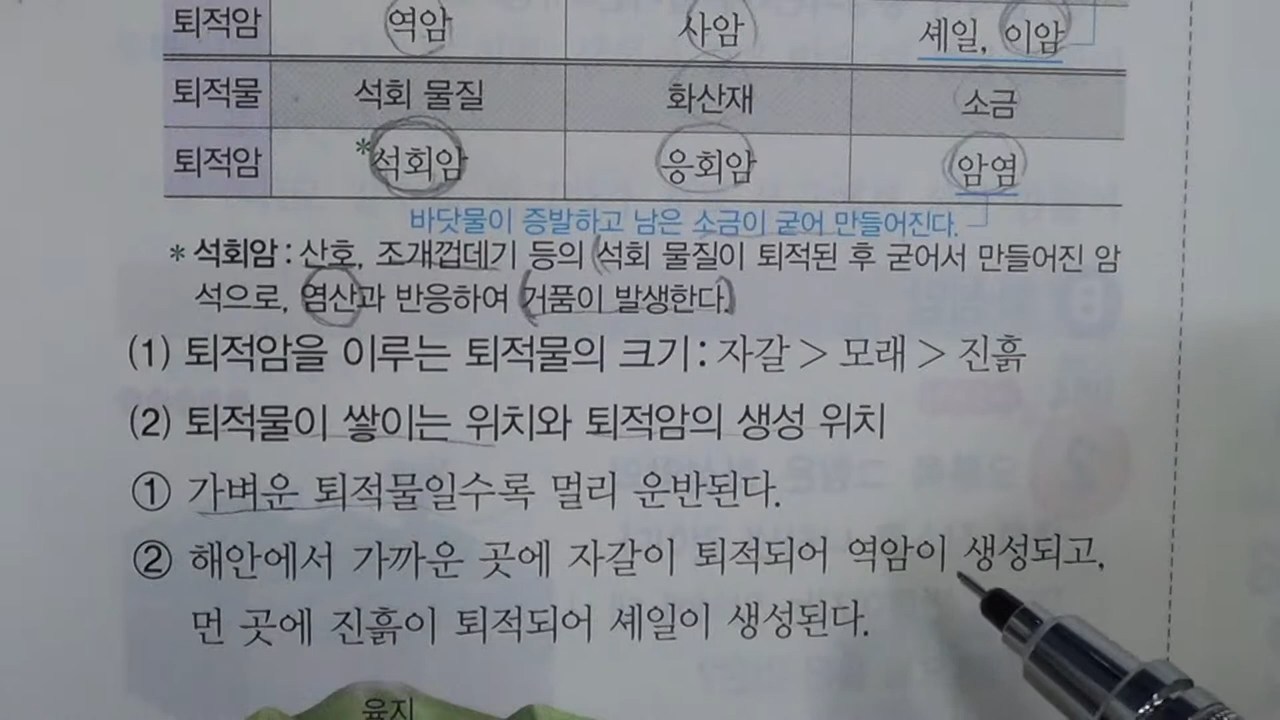 퇴적암 역암 사암 셰일, 이암
퇴적물 석회 물질 화산재 소금
퇴적암 *석회암 응회암 암염
바닷물이 증발하고 남은 소금이 굳어 만들어진다.
* 석회암 : 산호, 조개껍데기 등의 석회 물질이 퇴적된 후 굳어서 만들어진 암
석으로, 염산과 반응하여 거품이 발생한다.
(1) 퇴적암을 이루는 퇴적물의 크기 : 자갈 > 모래 > 진흙
(2) 퇴적물이 쌓이는 위치와 퇴적암의 생성 위치
① 가벼운 퇴적물일수록 멀리 운반된다.
② 해안에서 가까운 곳에 자갈이 퇴적되어 역암이 생성되고,
먼 곳에 진흙이 퇴적되어 셰일이 생성된다.
육지